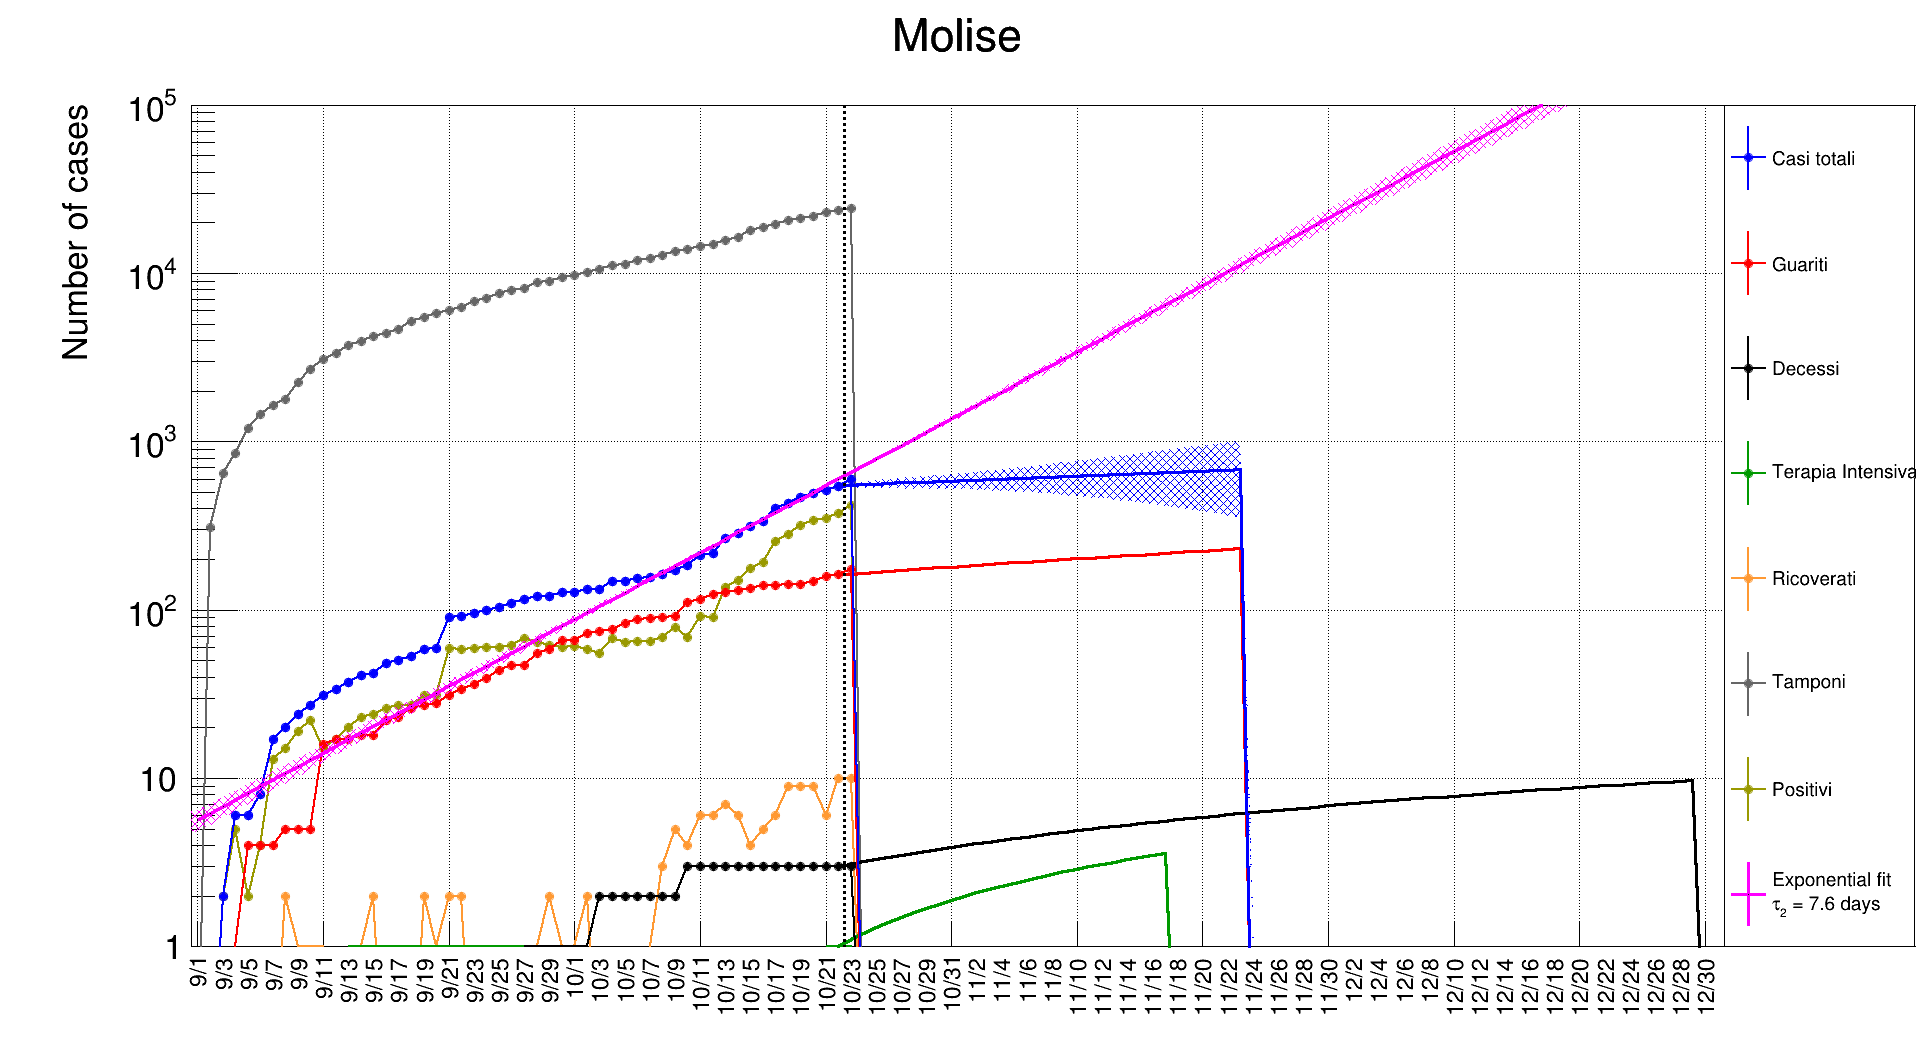 Molise
Number of cases
10^5
10^4
10^3
10^2
10
1
9/1 9/3 9/5 9/7 9/9 9/11 9/13 9/15 9/17 9/19 9/21 9/23 9/25 9/27 9/29 10/1 10/3 10/5 10/7 10/9 10/11 10/13 10/15 10/17 10/19 10/21 10/23 10/25 10/27 10/29 10/31 11/2 11/4 11/6 11/8 11/10 11/12 11/14 11/16 11/18 11/20 11/22 11/24 11/26 11/28 11/30 12/2 12/4 12/6 12/8 12/10 12/12 12/14 12/16 12/18 12/20 12/22 12/24 12/26 12/28 12/30
Casi totali
Guariti
Decessi
Terapia Intensiva
Ricoverati
Tamponi
Positivi
Exponential fit
τ₂ = 7.6 days